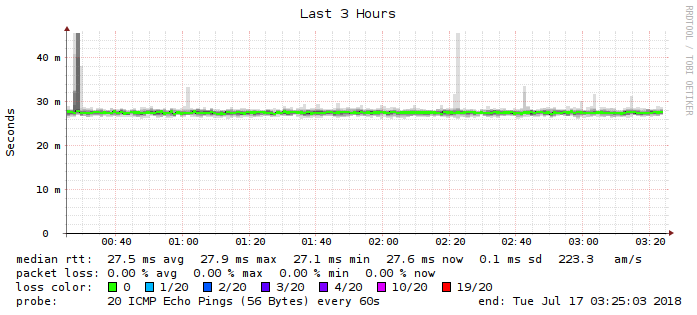 Last 3 Hours
RRDTOOL / TOBI OETIKER
Seconds
40 m
30 m
20 m
10 m
0
00:40 01:00 01:20 01:40 02:00 02:20 02:40 03:00 03:20
median rtt: 27.5 ms avg 27.9 ms max 27.1 ms min 27.6 ms now 0.1 ms sd 223.3 am/s
packet loss: 0.00 % avg 0.00 % max 0.00 % min 0.00 % now
loss color: 0 1/20 2/20 3/20 4/20 10/20 19/20
probe: 20 ICMP Echo Pings (56 Bytes) every 60s end: Tue Jul 17 03:25:03 2018